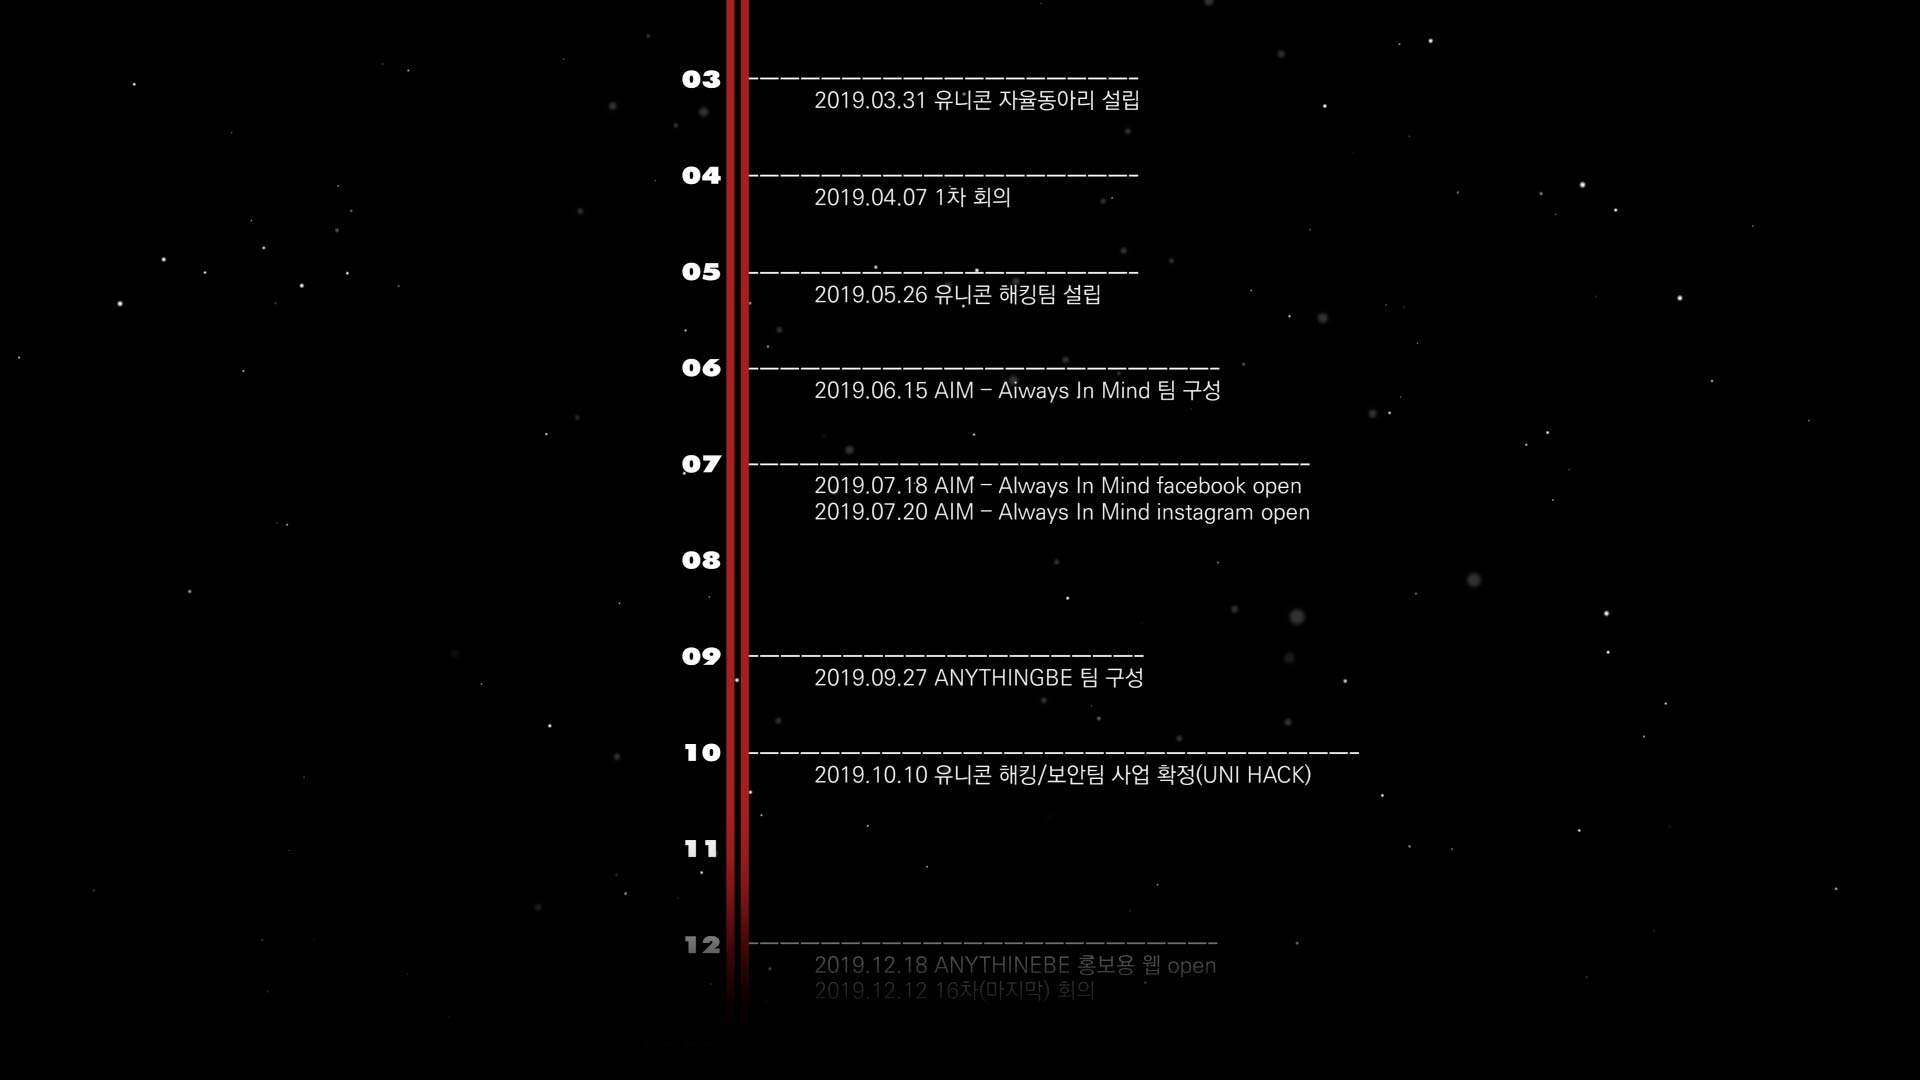 03
2019.03.31 유니콘 자율동아리 설립
04
2019.04.07 1차 회의
05
2019.05.26 유니콘 해킹팀 설립
06
2019.06.15 AIM - Always In Mind 팀 구성
07
2019.07.18 AIM - Always In Mind facebook open
2019.07.20 AIM - Always In Mind instagram open
08
09
2019.09.27 ANYTHINGBE 팀 구성
10
2019.10.10 유니콘 해킹/보안팀 사업 확정(UNI HACK)
11
12
2019.12.18 ANYTHINEBE 홍보용 웹 open
2019.12.12 16차(마지막) 회의